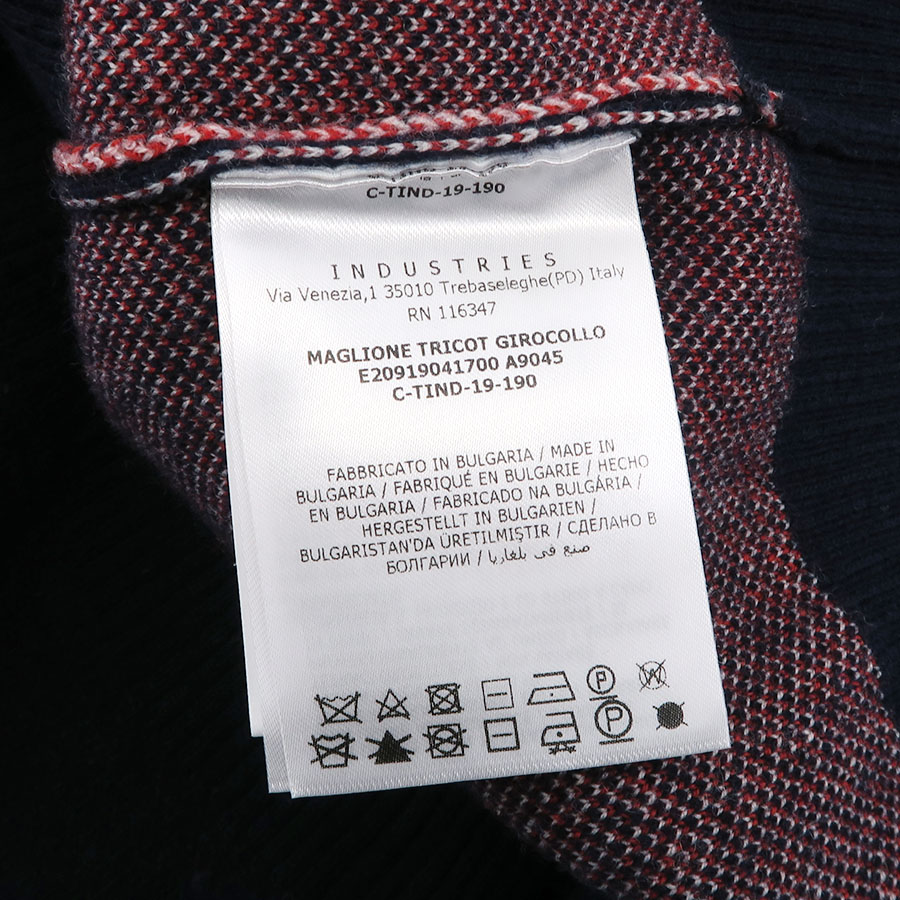 C-TIND-19-190
INDUSTRIES
Via Venezia,1 35010 Trebaseleghe(PD) Italy
RN 116347
MAGLIONE TRICOT GIROCOLLO
E20919041700 A9045
C-TIND-19-190
FABBRICATO IN BULGARIA / MADE IN
BULGARIA / FABRIQUÉ EN BULGARIE / HECHO
EN BULGARIA / FABRICADO NA BULGÁRIA /
HERGESTELLT IN BULGARIEN /
BULGARISTAN'DA ÜRETILMIŞTIR / СДЕЛАНО В
БОЛГАРИИ / صنع في بلغاريا
P W
P